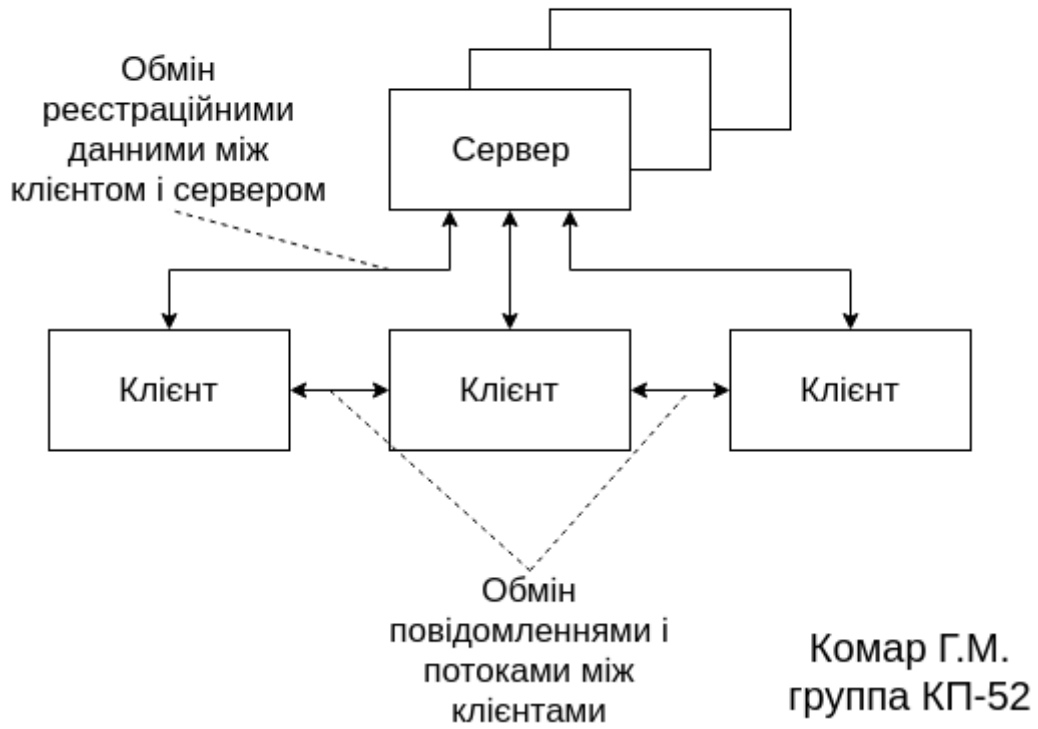 Обмін
реєстраційними
данними між
клієнтом і сервером
Сервер
Клієнт
Клієнт
Клієнт
Обмін
повідомленнями і
потоками між
клієнтами
Комар Г.М.
группа КП-52